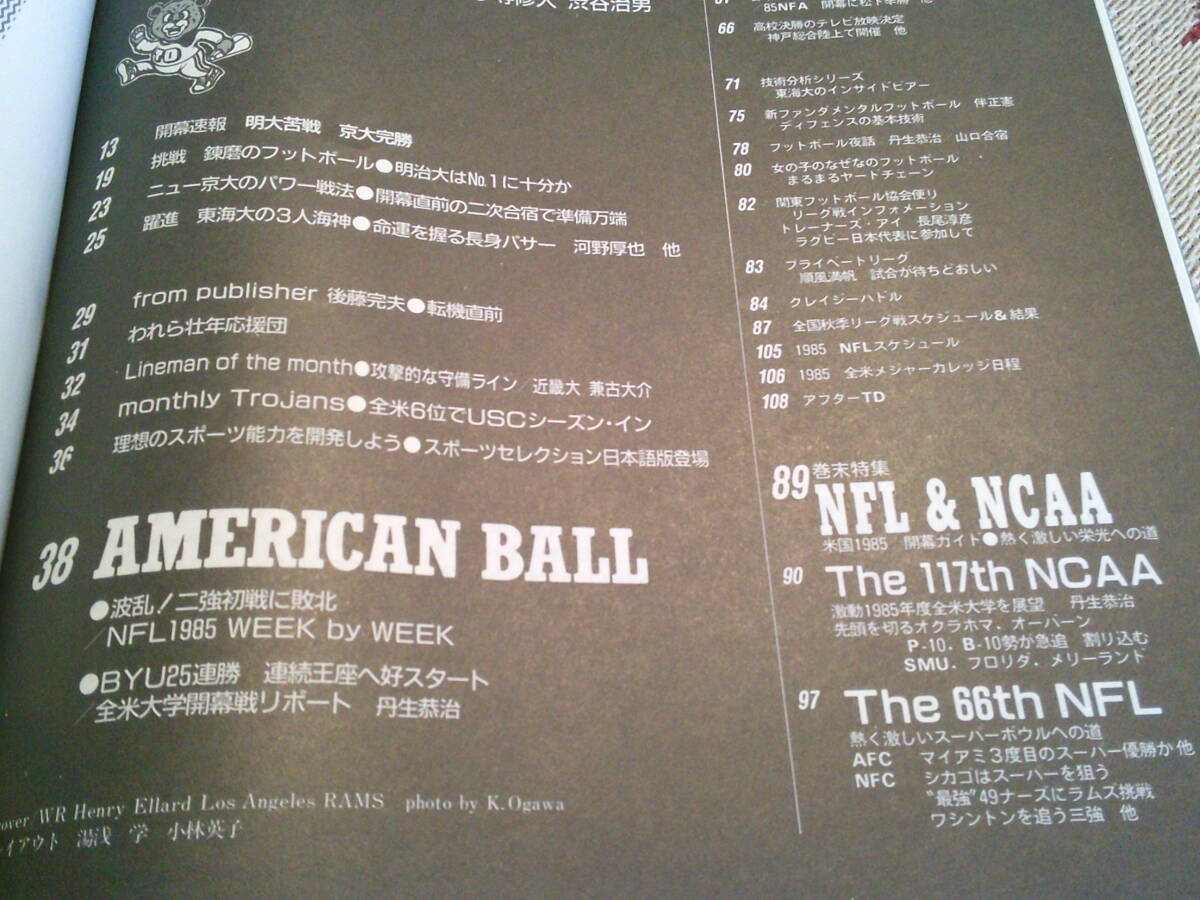 渋谷治男
TD
13 開幕速報 明大苦戦 京大完勝
19 挑戦 錬磨のフットボール●明治大はNo.1に十分か
23 ニュー京大のパワー戦法●開幕直前の二次合宿で準備万端
25 躍進 東海大の3人海神●命運を握る長身パサー 河野厚也 他
29 from publisher 後藤完夫●転機直前
31 われら壮年応援団
32 Lineman of the month●攻撃的な守備ライン/近畿大 兼古大介
34 monthly Trojans●全米6位でUSCシーズン・イン
36 理想のスポーツ能力を開発しよう●スポーツセレクション日本語版登場
38 AMERICAN BALL
●波乱!二強初戦に敗北
/NFL1985 WEEK by WEEK
●BYU25連勝 連続王座へ好スタート
/全米大学開幕戦リポート 丹生恭治
cover/WR Henry Ellard Los Angeles RAMS photo by K.Ogawa
イアウト 湯浅 学 小林英子
85NFA 開幕に松下準勝 他
66 高校決勝のテレビ放映決定
神戸総合陸上で開催 他
71 技術分析シリーズ
東海大のインサイドビアー
75 新ファンダメンタルフットボール 伴正憲
ディフェンスの基本技術
78 フットボール夜話 丹生恭治 山口合宿
80 女の子のなぜなのフットボール
まるまるヤードチェーン
82 関東フットボール協会便り
リーグ戦インフォメーション
トレーナーズ・アイ 長尾淳彦
ラグビー日本代表に参加して
83 プライベートリーグ
順風満帆 試合が待ちどおしい
84 クレイジーハドル
87 全国秋季リーグ戦スケジュール&結果
105 1985 NFLスケジュール
106 1985 全米メジャーカレッジ日程
108 アフターTD
89 巻末特集
NFL & NCAA
米国1985/開幕ガイド●熱く激しい栄光への道
90 The 117th NCAA
激動1985年度全米大学を展望 丹生恭治
先頭を切るオクラホマ．オーバーン
P-10．B-10勢が急追 割り込む
SMU．フロリダ．メリーランド
97 The 66th NFL
熱く激しいスーパーボウルへの道
AFC マイアミ3度目のスーパー優勝か 他
NFC シカゴはスーパーを狙う
“最強”49ナーズにラムス挑戦
ワシントンを追う三強 他